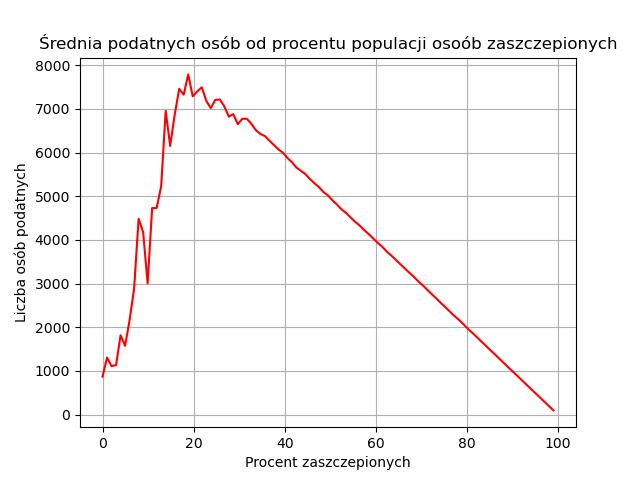 Średnia podatnych osób od procentu populacji osoób zaszczepionych
8000
7000
6000
5000
4000
3000
2000
1000
0
Liczba osób podatnych
0 20 40 60 80 100
Procent zaszczepionych